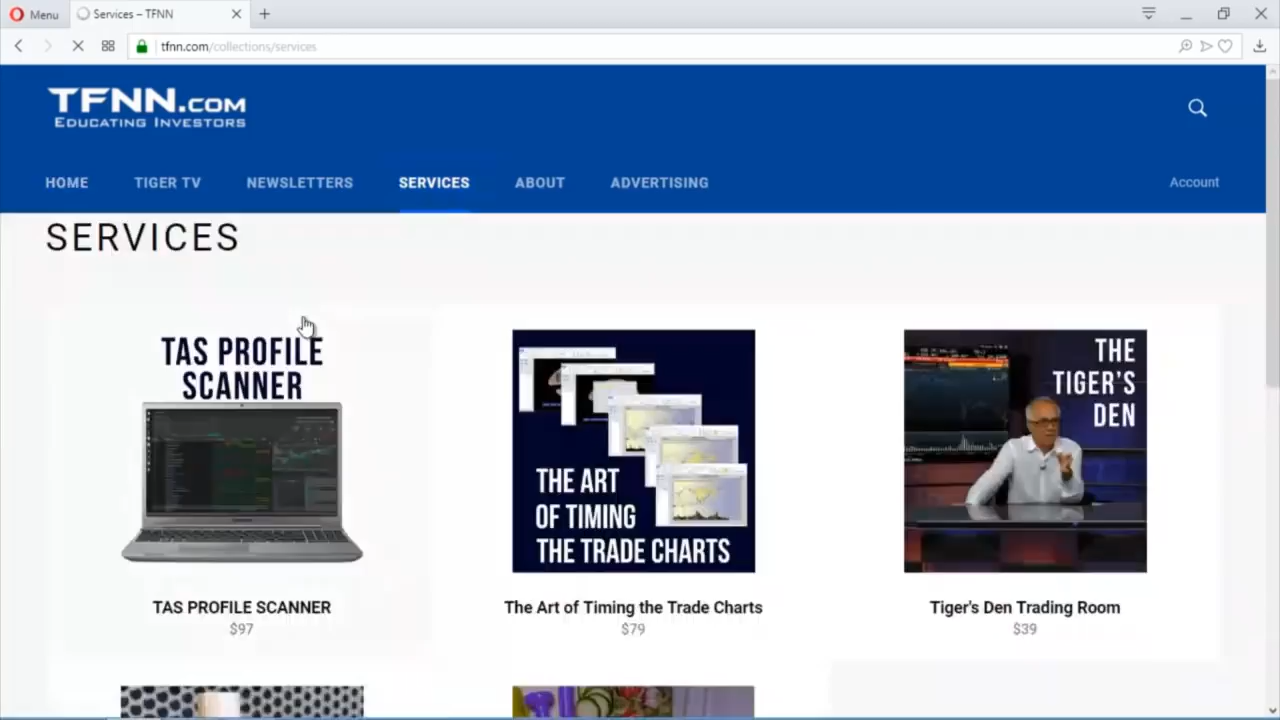 Menu
Services – TFNN
tfnn.com/collections/services
TFNN.COM
EDUCATING INVESTORS
HOME
TIGER TV
NEWSLETTERS
SERVICES
ABOUT
ADVERTISING
Account
SERVICES
TAS PROFILE
SCANNER
THE ART
OF TIMING
THE TRADE CHARTS
THE
TIGER'S
DEN
TAS PROFILE SCANNER
$97
The Art of Timing the Trade Charts
$79
Tiger's Den Trading Room
$39